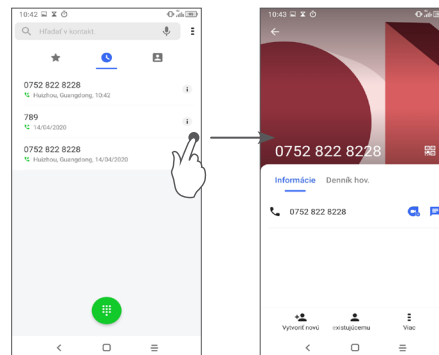 10:42
Hľadať v kontakt.
0752 822 8228
Huizhou, Guangdong, 10:42
789
14/04/2020
0752 822 8228
Huizhou, Guangdong, 14/04/2020
10:43
0752 822 8228
Informácie Denník hov.
0752 822 8228
Vytvoriť novú existujúcemu Viac